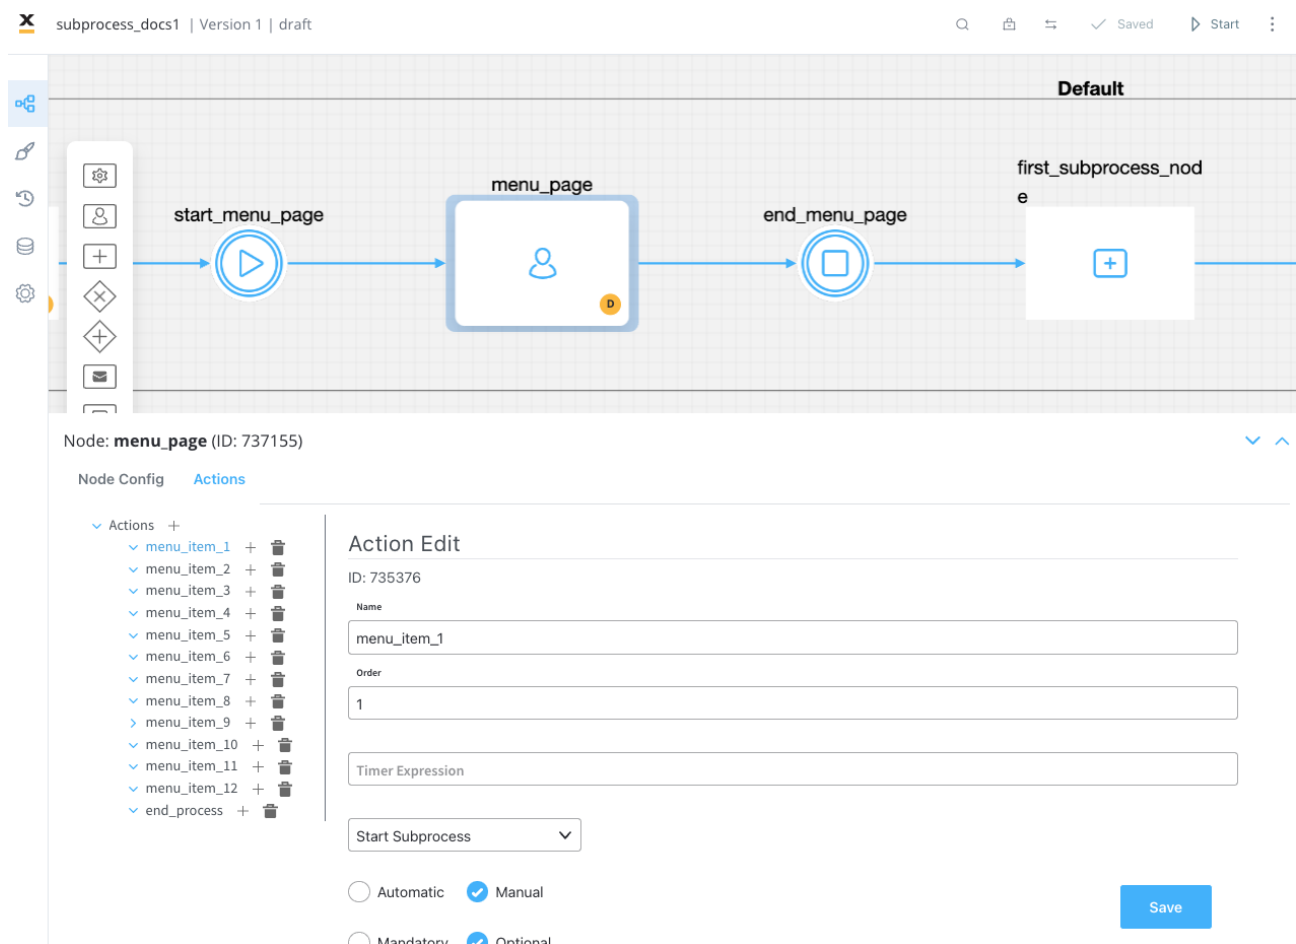 subprocess_docs1 | Version 1 | draft
Saved
Start
Default
menu_page
first_subprocess_nod
e
start_menu_page
end_menu_page
D
Node: menu_page (ID: 737155)
Node Config
Actions
Actions
menu_item_1
menu_item_2
menu_item_3
menu_item_4
menu_item_5
menu_item_6
menu_item_7
menu_item_8
menu_item_9
menu_item_10
menu_item_11
menu_item_12
end_process
Action Edit
ID: 735376
Name
menu_item_1
Order
1
Timer Expression
Start Subprocess
Automatic
Manual
Save
Mandatory
Optional